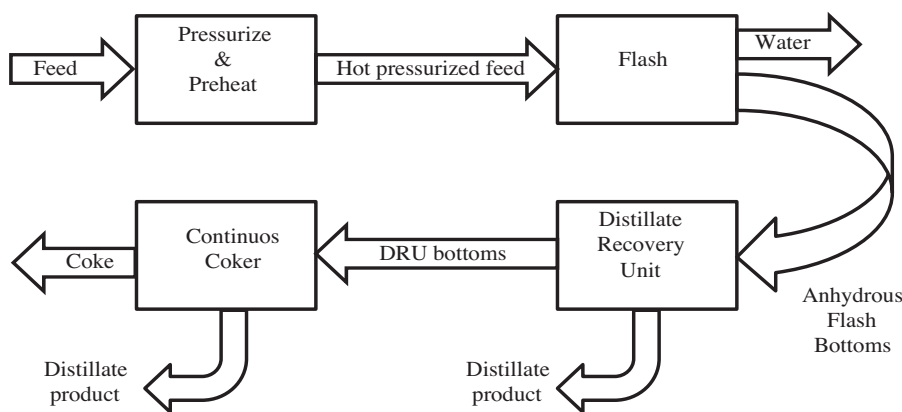 Feed
Pressurize
&
Preheat
Hot pressurized feed
Flash
Water
Anhydrous
Flash
Bottoms
Distillate
Recovery
Unit
DRU bottoms
Continuos
Coker
Coke
Distillate
product
Distillate
product